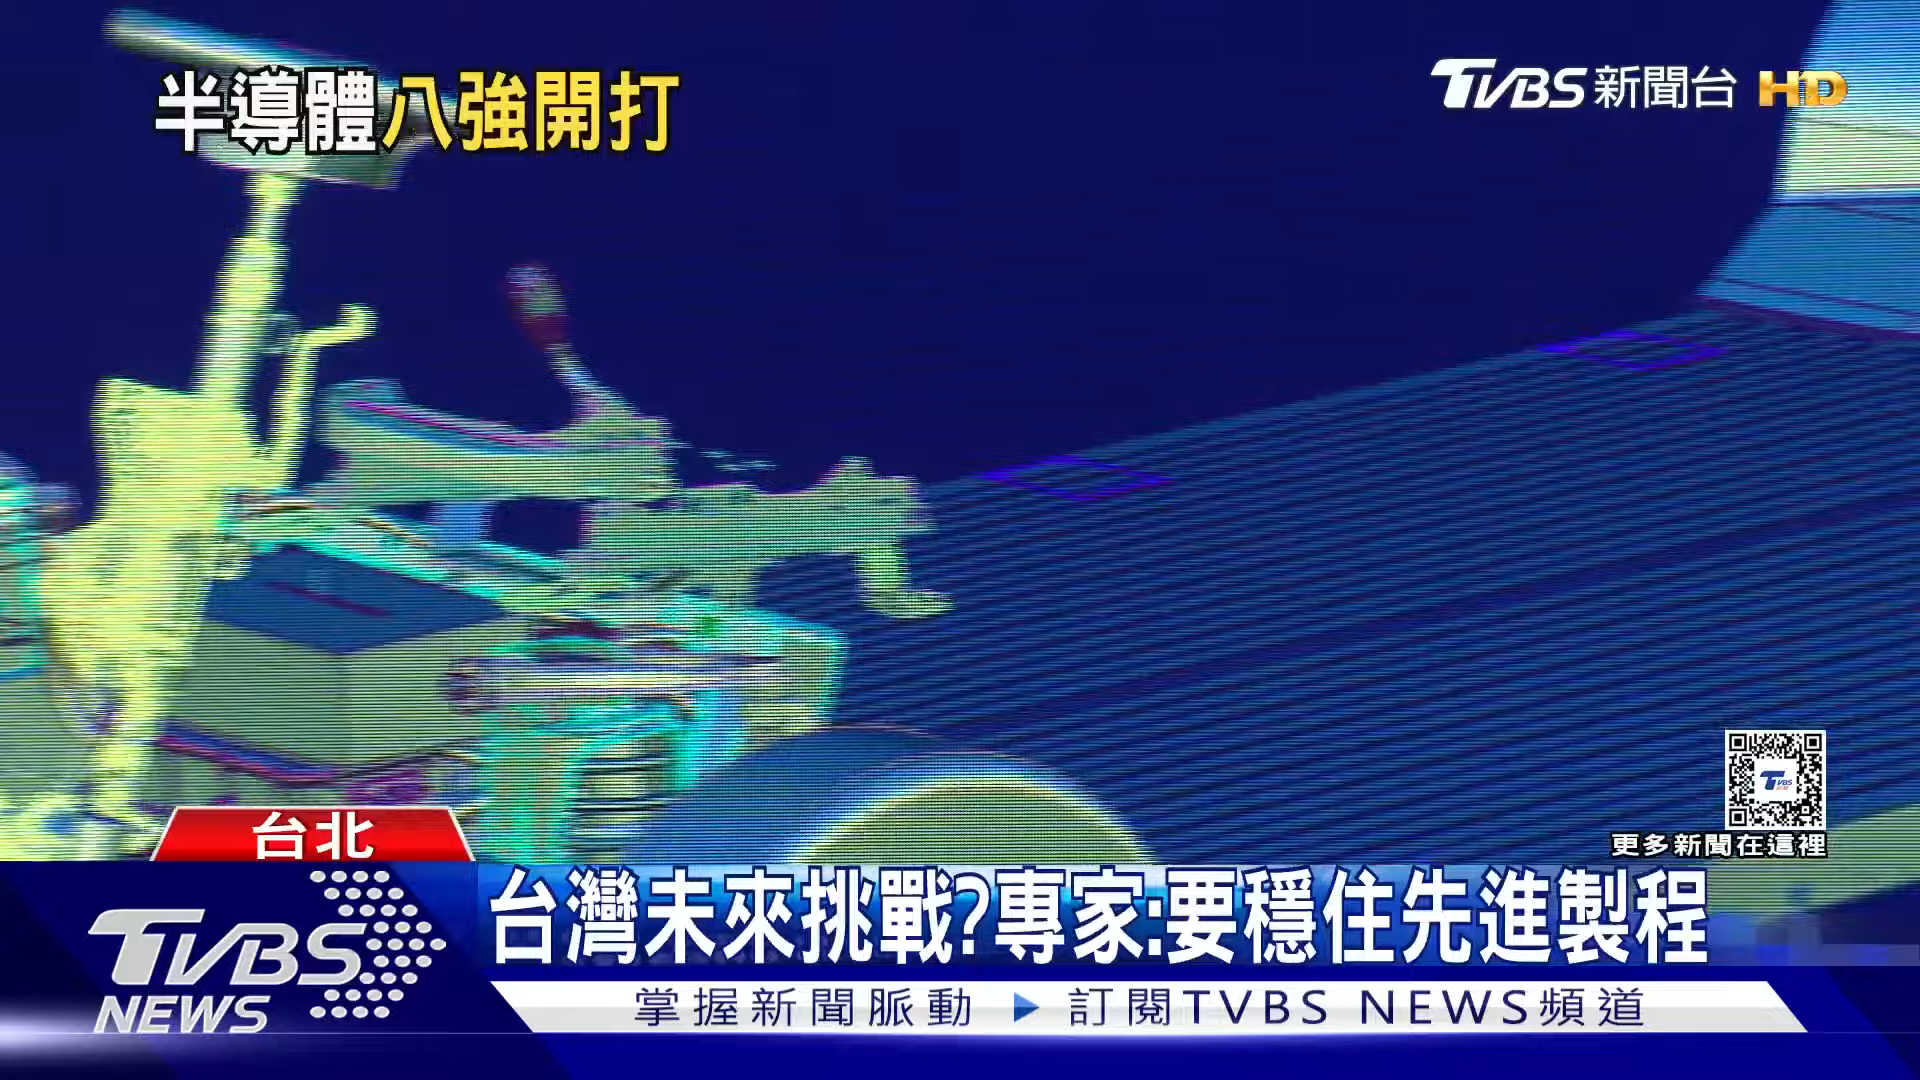 半導體八強開打
TVBS新聞台 HD
TVBS
更多新聞在這裡
台北
台灣未來挑戰?專家:要穩住先進製程
TVBS
NEWS
掌握新聞脈動 ▶ 訂閱TVBS NEWS頻道